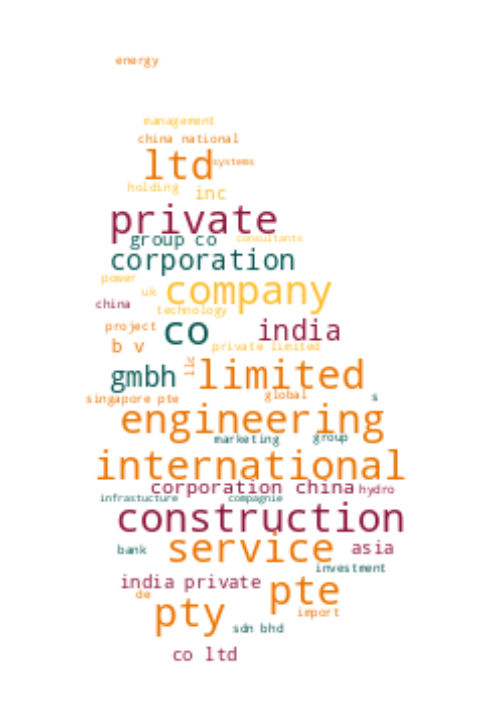 energy
management
china national
ltd systems
holding inc
private
group co consultants
corporation
power
uk company
china
technology
project co india
b v private limited
gmbh llc limited
singapore pte global s
engineering
marketing group
international
corporation china hydro
infrastucture compagnie
construction
bank service asia
investment
india private pte
de
pty import
sdn bhd
co ltd